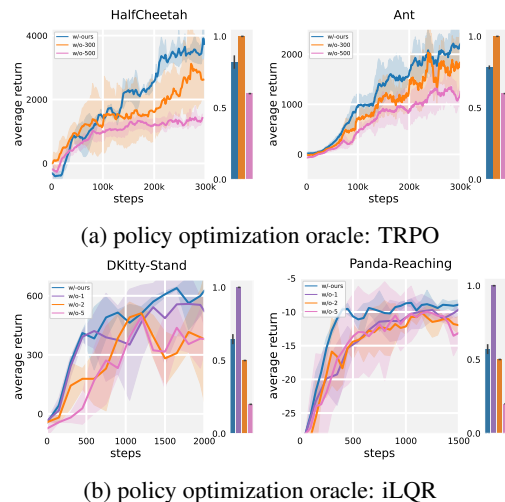 HalfCheetah
Ant
w/-ours
w/o-300
w/o-500
average return
4000
2000
0
0 100k 200k 300k
steps
1.0
0.5
0.0
w/-ours
w/o-300
w/o-500
average return
2000
1000
0
0 100k 200k 300k
steps
1.0
0.5
0.0
(a) policy optimization oracle: TRPO
DKitty-Stand
Panda-Reaching
w/-ours
w/o-1
w/o-2
w/o-5
average return
600
300
0
0 500 1000 1500 2000
steps
1.0
0.5
0.0
w/-ours
w/o-1
w/o-2
w/o-5
average return
-5
-10
-15
-20
-25
0 500 1000 1500
steps
1.0
0.5
0.0
(b) policy optimization oracle: iLQR